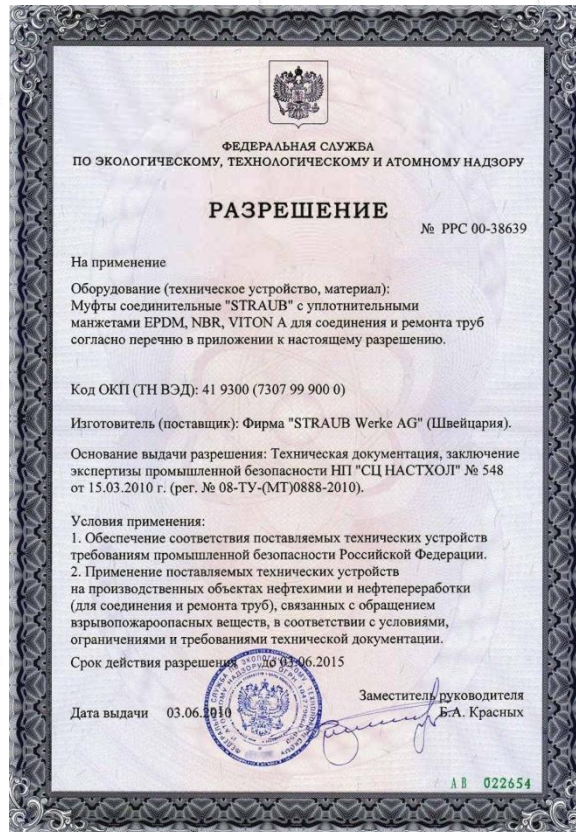 ФЕДЕРАЛЬНАЯ СЛУЖБА
ПО ЭКОЛОГИЧЕСКОМУ, ТЕХНОЛОГИЧЕСКОМУ И АТОМНОМУ НАДЗОРУ
РАЗРЕШЕНИЕ
№ РРС 00-38639
На применение
Оборудование (техническое устройство, материал):
Муфты соединительные "STRAUB" с уплотнительными
манжетами EPDM, NBR, VITON A для соединения и ремонта труб
согласно перечню в приложении к настоящему разрешению.
Код ОКП (ТН ВЭД): 41 9300 (7307 99 900 0)
Изготовитель (поставщик): Фирма "STRAUB Werke AG" (Швейцария).
Основание выдачи разрешения: Техническая документация, заключение
экспертизы промышленной безопасности НП "СЦ НАСТХОЛ" № 548
от 15.03.2010 г. (рег. № 08-ТУ-(МТ)0888-2010).
Условия применения:
1. Обеспечение соответствия поставляемых технических устройств
требованиям промышленной безопасности Российской Федерации.
2. Применение поставляемых технических устройств
на производственных объектах нефтехимии и нефтепереработки
(для соединения и ремонта труб), связанных с обращением
взрывопожароопасных веществ, в соответствии с условиями,
ограничениями и требованиями технической документации.
Срок действия разрешения до 03.06.2015
Заместитель руководителя
Дата выдачи 03.06.2010 Б.А. Красных
АВ 022654